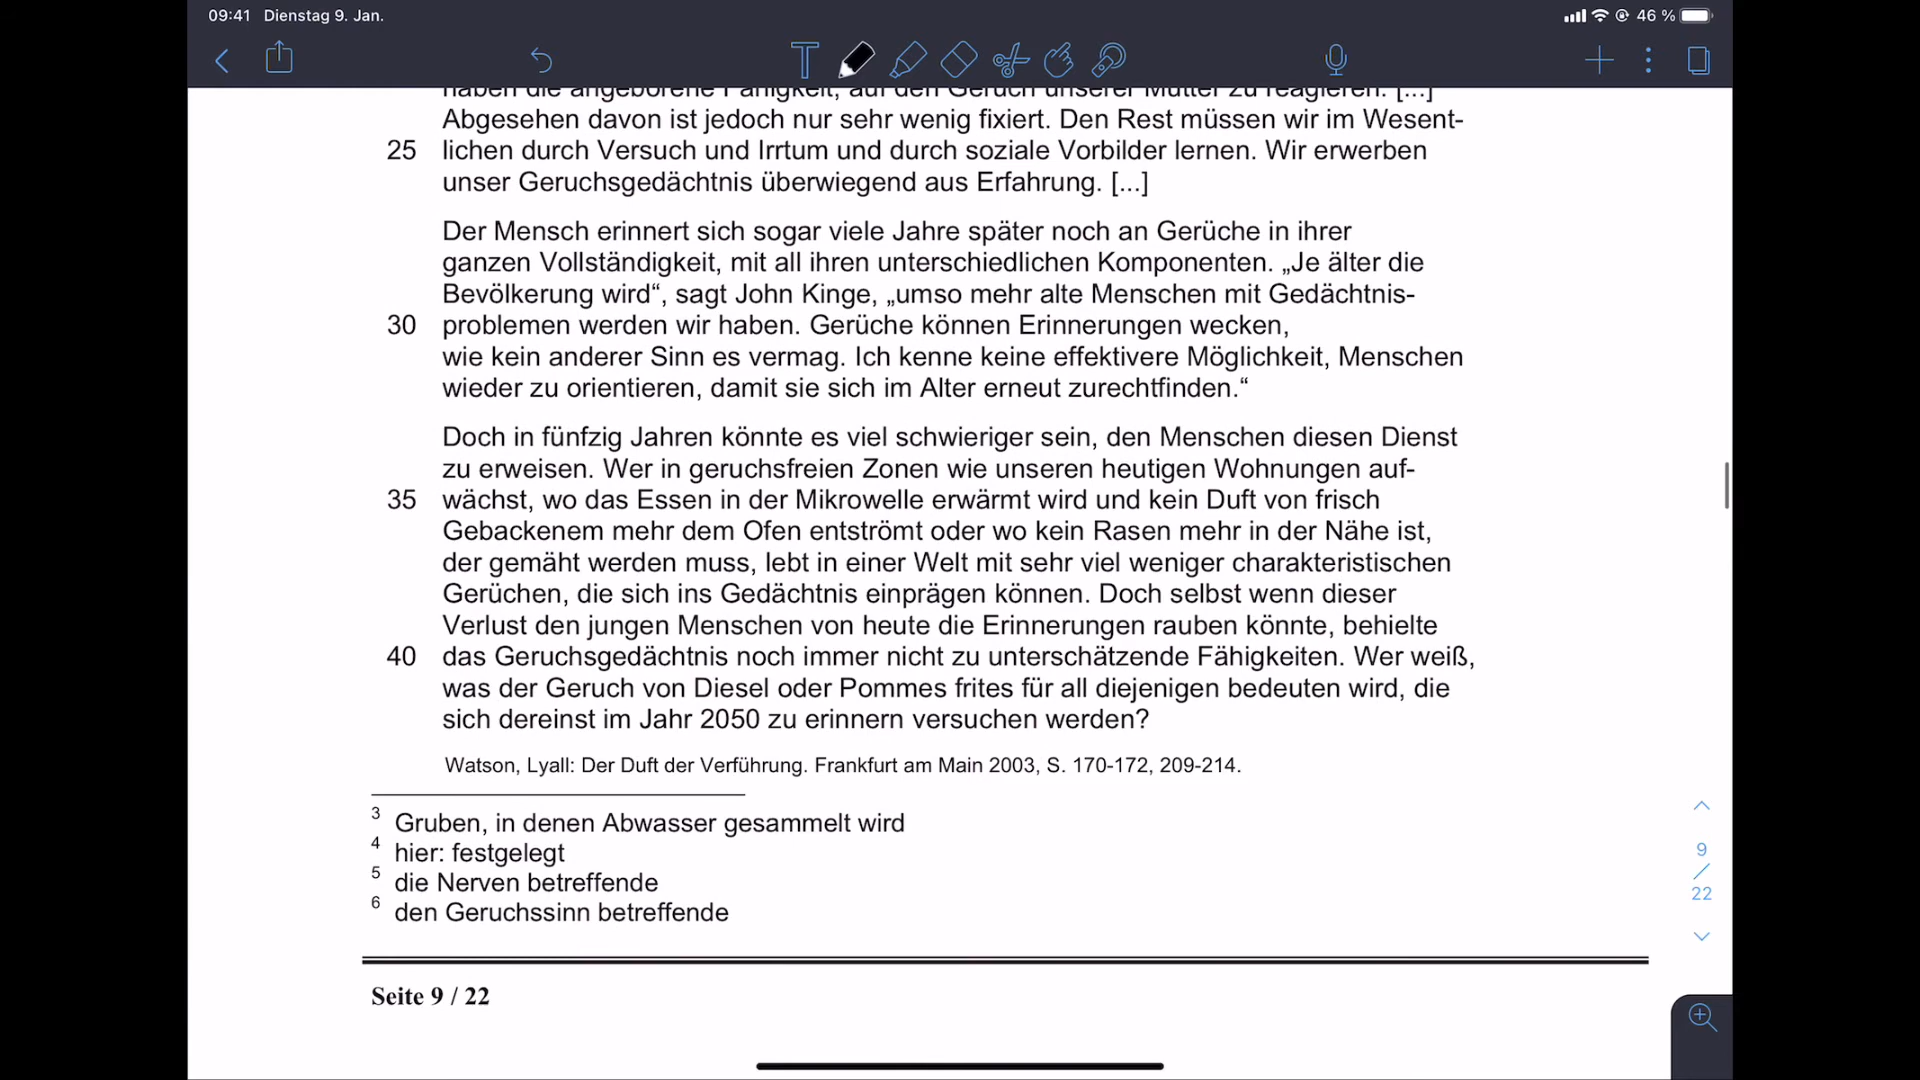 09:41 Dienstag 9. Jan.
46 %
haben die angeborene Fähigkeit, auf den Geruch unserer Mutter zu reagieren. [...]
Abgesehen davon ist jedoch nur sehr wenig fixiert. Den Rest müssen wir im Wesent-
25 lichen durch Versuch und Irrtum und durch soziale Vorbilder lernen. Wir erwerben
unser Geruchsgedächtnis überwiegend aus Erfahrung. [...]
Der Mensch erinnert sich sogar viele Jahre später noch an Gerüche in ihrer
ganzen Vollständigkeit, mit all ihren unterschiedlichen Komponenten. „Je älter die
Bevölkerung wird“, sagt John Kinge, „umso mehr alte Menschen mit Gedächtnis-
30 problemen werden wir haben. Gerüche können Erinnerungen wecken,
wie kein anderer Sinn es vermag. Ich kenne keine effektivere Möglichkeit, Menschen
wieder zu orientieren, damit sie sich im Alter erneut zurechtfinden.“
Doch in fünfzig Jahren könnte es viel schwieriger sein, den Menschen diesen Dienst
zu erweisen. Wer in geruchsfreien Zonen wie unseren heutigen Wohnungen auf-
35 wächst, wo das Essen in der Mikrowelle erwärmt wird und kein Duft von frisch
Gebackenem mehr dem Ofen entströmt oder wo kein Rasen mehr in der Nähe ist,
der gemäht werden muss, lebt in einer Welt mit sehr viel weniger charakteristischen
Gerüchen, die sich ins Gedächtnis einprägen können. Doch selbst wenn dieser
Verlust den jungen Menschen von heute die Erinnerungen rauben könnte, behielte
40 das Geruchsgedächtnis noch immer nicht zu unterschätzende Fähigkeiten. Wer weiß,
was der Geruch von Diesel oder Pommes frites für all diejenigen bedeuten wird, die
sich dereinst im Jahr 2050 zu erinnern versuchen werden?
Watson, Lyall: Der Duft der Verführung. Frankfurt am Main 2003, S. 170-172, 209-214.
3 Gruben, in denen Abwasser gesammelt wird
4 hier: festgelegt
5 die Nerven betreffende
6 den Geruchssinn betreffende
9
/
22
Seite 9 / 22